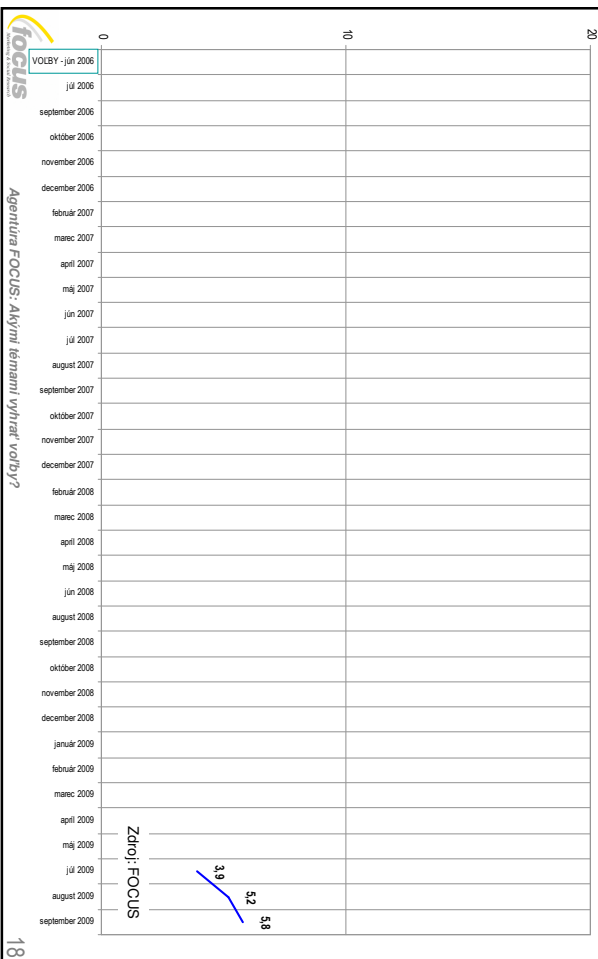 20
10
0
VOĽBY - jún 2006
júl 2006
september 2006
október 2006
november 2006
december 2006
február 2007
marec 2007
apríl 2007
máj 2007
jún 2007
júl 2007
august 2007
september 2007
október 2007
november 2007
december 2007
február 2008
marec 2008
apríl 2008
máj 2008
jún 2008
august 2008
september 2008
október 2008
november 2008
december 2008
január 2009
február 2009
marec 2009
apríl 2009
máj 2009
júl 2009
august 2009
september 2009
3,9
5,2
5,8
Zdroj: FOCUS
focus
Marketing & Social Research
Agentúra FOCUS: Akými témami vyhrať voľby?
18